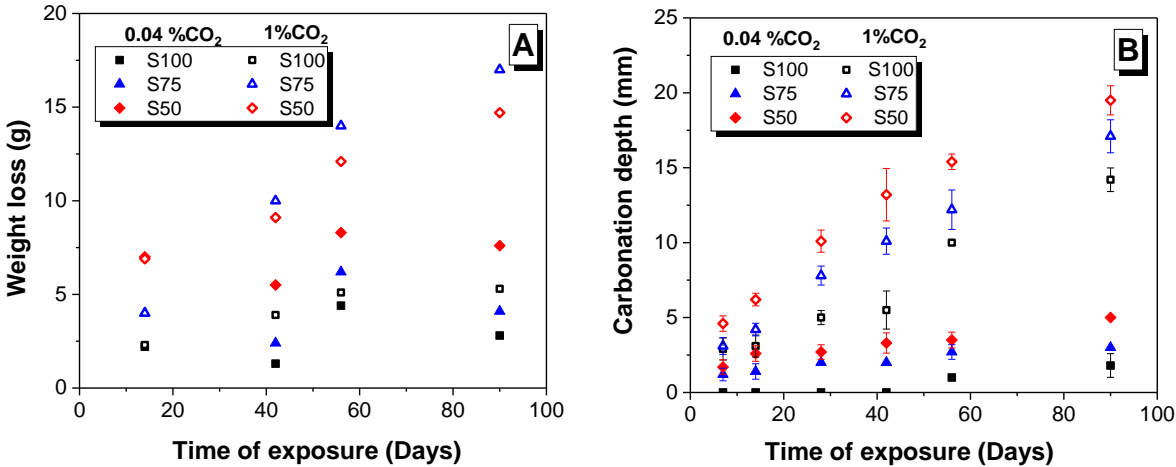 0.04 %CO2 1%CO2
S100 S100
S75 S75
S50 S50
A
Weight loss (g)
20
15
10
5
0
0 20 40 60 80 100
Time of exposure (Days)
0.04 %CO2 1%CO2
S100 S100
S75 S75
S50 S50
B
Carbonation depth (mm)
25
20
15
10
5
0
0 20 40 60 80 100
Time of exposure (Days)